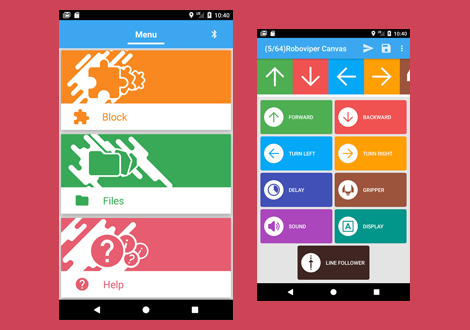 10:40
Menu
Block
Files
Help
10:40
(5/64)Roboviper Canvas
FORWARD
BACKWARD
TURN LEFT
TURN RIGHT
DELAY
GRIPPER
SOUND
DISPLAY
LINE FOLLOWER